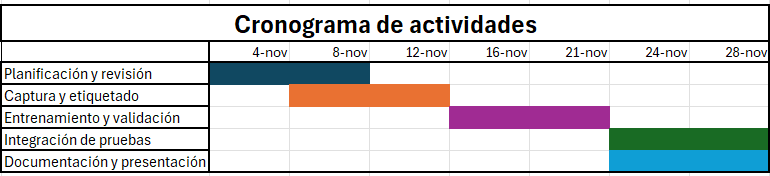 Cronograma de actividades
4-nov 8-nov 12-nov 16-nov 21-nov 24-nov 28-nov
Planificación y revisión
Captura y etiquetado
Entrenamiento y validación
Integración de pruebas
Documentación y presentación